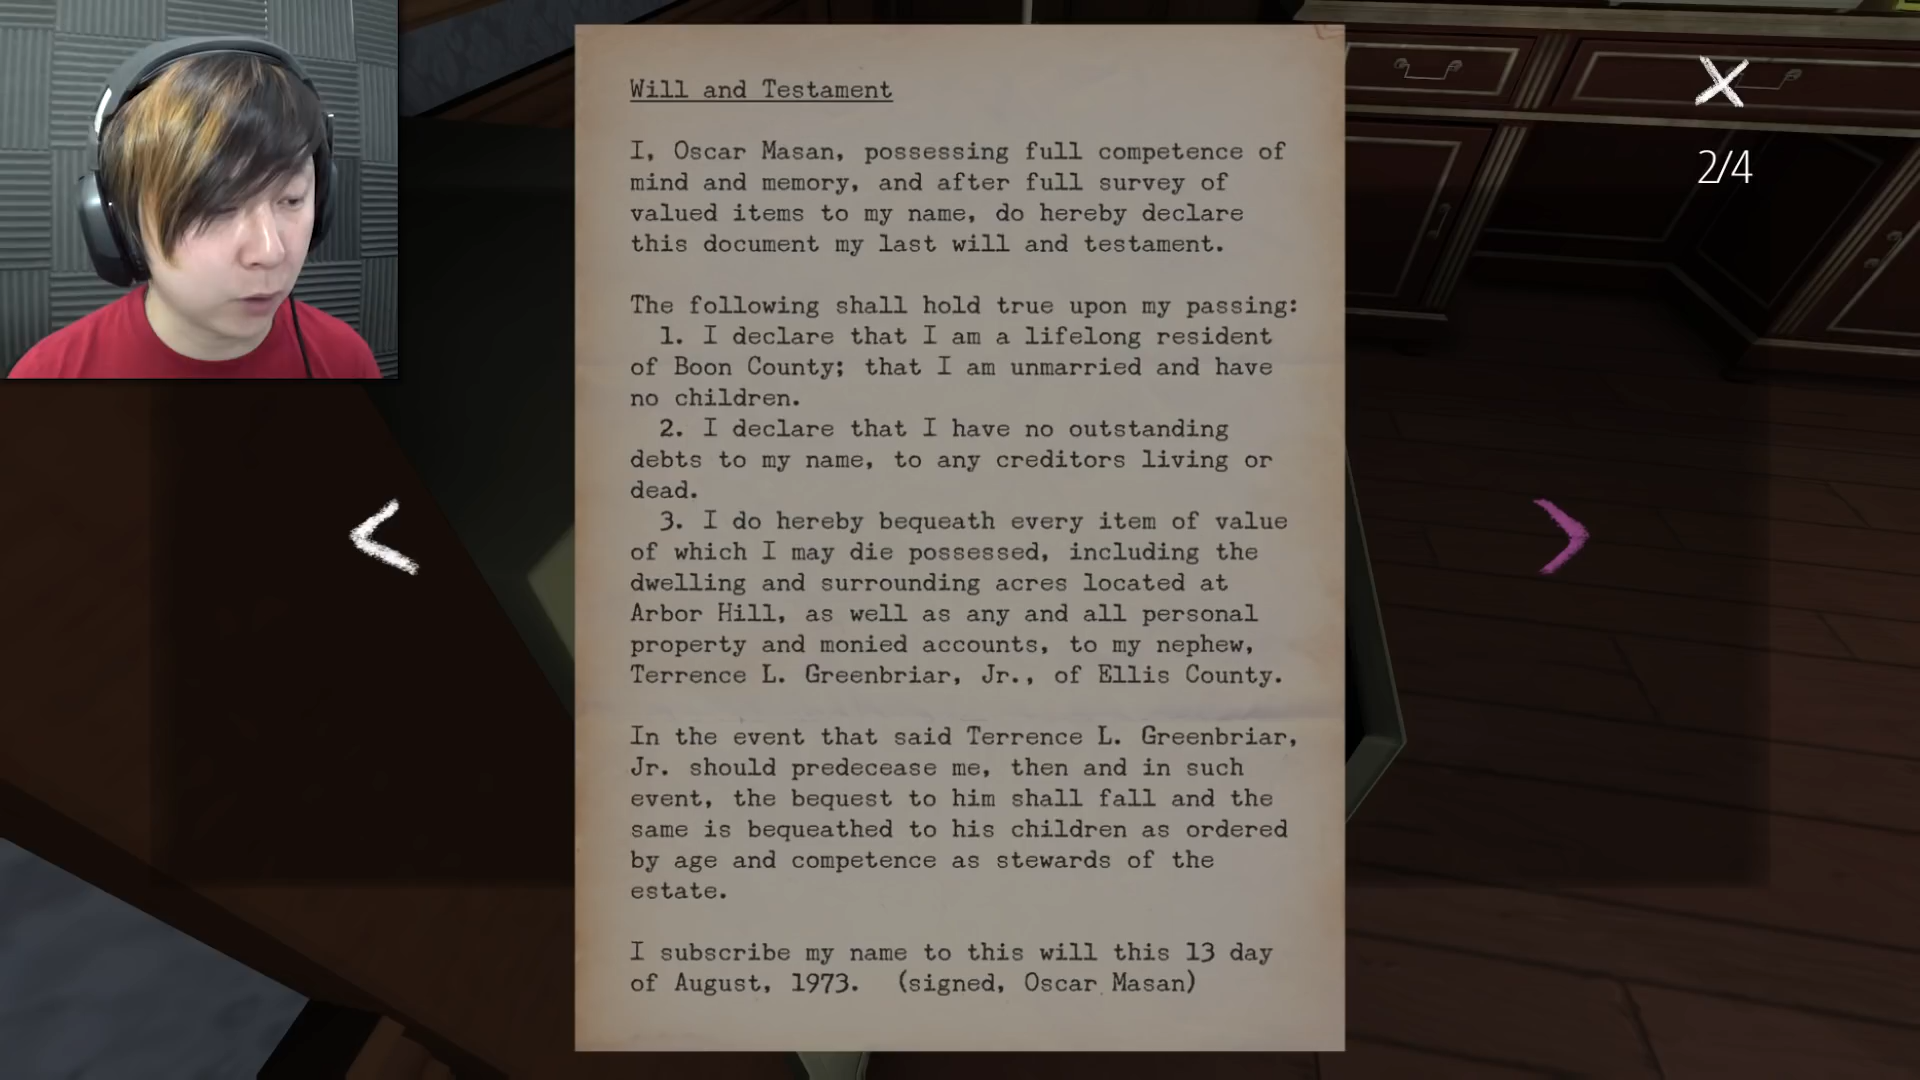 Will and Testament
I, Oscar Masan, possessing full competence of
mind and memory, and after full survey of
valued items to my name, do hereby declare
this document my last will and testament.
The following shall hold true upon my passing:
1. I declare that I am a lifelong resident
of Boon County; that I am unmarried and have
no children.
2. I declare that I have no outstanding
debts to my name, to any creditors living or
dead.
3. I do hereby bequeath every item of value
of which I may die possessed, including the
dwelling and surrounding acres located at
Arbor Hill, as well as any and all personal
property and monied accounts, to my nephew,
Terrence L. Greenbriar, Jr., of Ellis County.
In the event that said Terrence L. Greenbriar,
Jr. should predecease me, then and in such
event, the bequest to him shall fall and the
same is bequeathed to his children as ordered
by age and competence as stewards of the
estate.
I subscribe my name to this will this 13 day
of August, 1973. (signed, Oscar Masan)
2/4